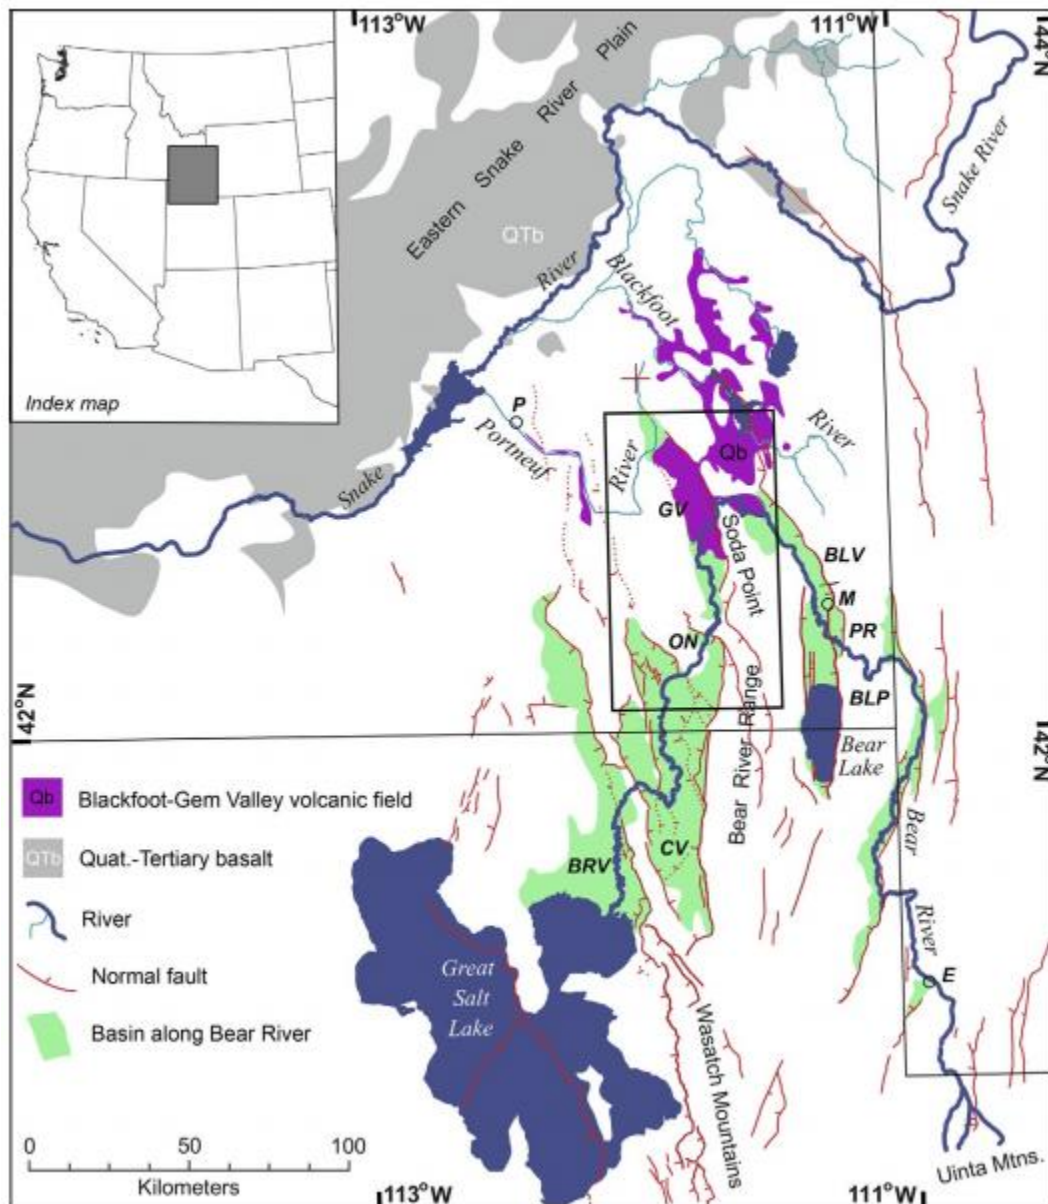 113°W
111°W
44°N
Eastern Snake River Plain
QTb
Snake River
River
Blackfoot
Index map
P
Portneuf
River
River
Qb
Snake
GV
Soda Point
BLV
M
PR
ON
BLP
42°N
42°N
Bear River Range
Bear
Lake
Qb
Blackfoot-Gem Valley volcanic field
QTb
Quat.-Tertiary basalt
River
Normal fault
Basin along Bear River
BRV
CV
Bear
River
E
Great
Salt
Lake
Wasatch Mountains
0 50 100
Kilometers
113°W
111°W
Uinta Mtns.